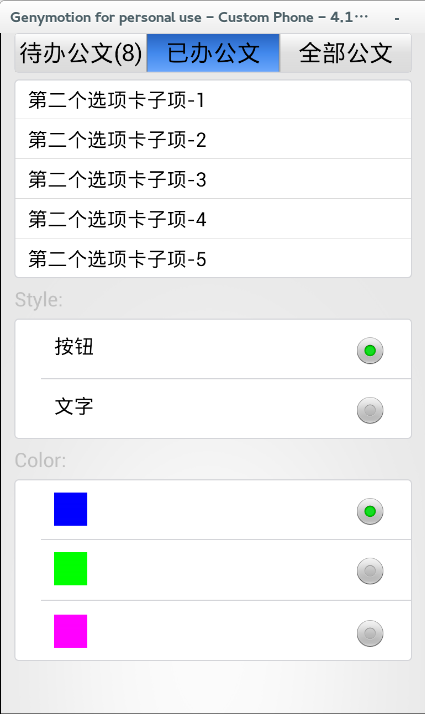 Genymotion for personal use – Custom Phone – 4.1…
待办公文(8) 已办公文 全部公文
第二个选项卡子项-1
第二个选项卡子项-2
第二个选项卡子项-3
第二个选项卡子项-4
第二个选项卡子项-5
Style:
按钮
文字
Color: